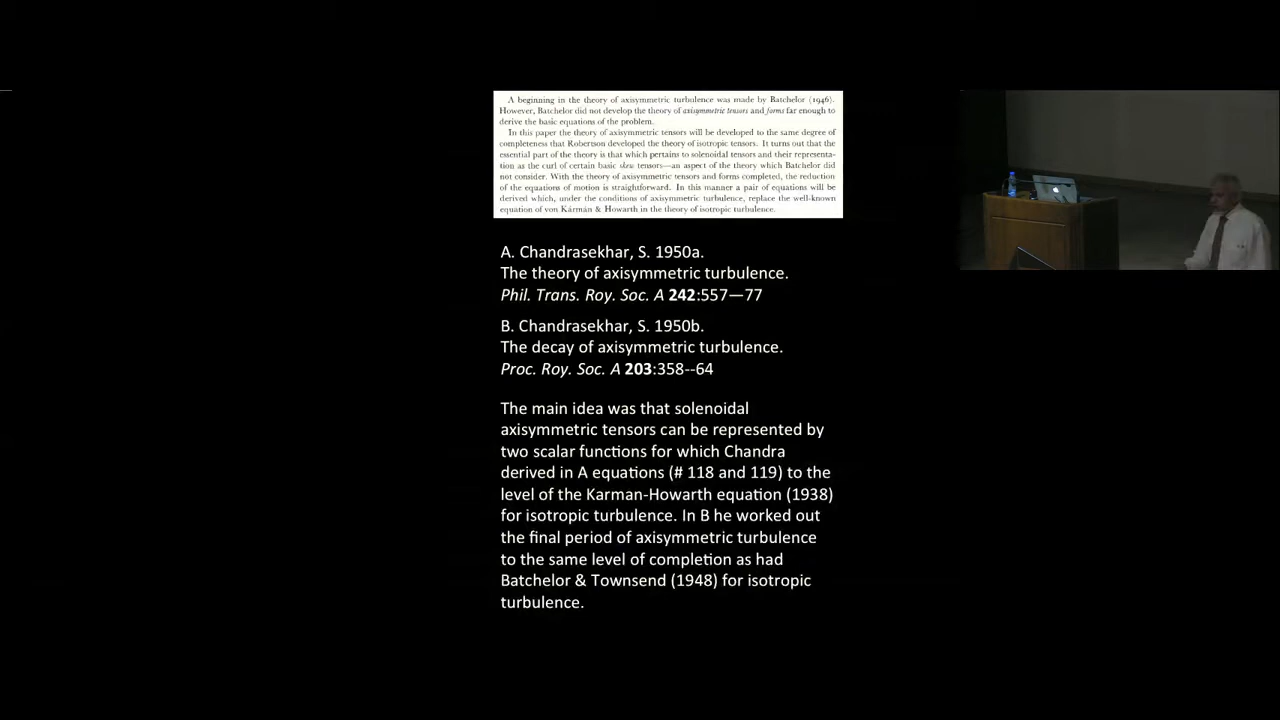 A beginning in the theory of axisymmetric turbulence was made by Batchelor (1946).
However, Batchelor did not develop the theory of axisymmetric tensors and forms far enough to
derive the basic equations of the problem.
In this paper the theory of axisymmetric tensors will be developed to the same degree of
completeness that Robertson developed the theory of isotropic tensors. It turns out that the
essential part of the theory is that which pertains to solenoidal tensors and their representa-
tion as the curl of certain basic skew tensors—an aspect of the theory which Batchelor did
not consider. With the theory of axisymmetric tensors and forms completed, the reduction
of the equations of motion is straightforward. In this manner a pair of equations will be
derived which, under the conditions of axisymmetric turbulence, replace the well-known
equation of von Kármán & Howarth in the theory of isotropic turbulence.
A. Chandrasekhar, S. 1950a.
The theory of axisymmetric turbulence.
Phil. Trans. Roy. Soc. A 242:557—77
B. Chandrasekhar, S. 1950b.
The decay of axisymmetric turbulence.
Proc. Roy. Soc. A 203:358--64
The main idea was that solenoidal
axisymmetric tensors can be represented by
two scalar functions for which Chandra
derived in A equations (# 118 and 119) to the
level of the Karman-Howarth equation (1938)
for isotropic turbulence. In B he worked out
the final period of axisymmetric turbulence
to the same level of completion as had
Batchelor & Townsend (1948) for isotropic
turbulence.